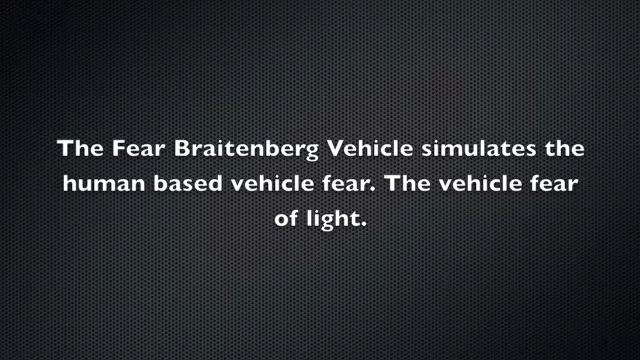 The Fear Braitenberg Vehicle simulates the
human based vehicle fear. The vehicle fear
of light.